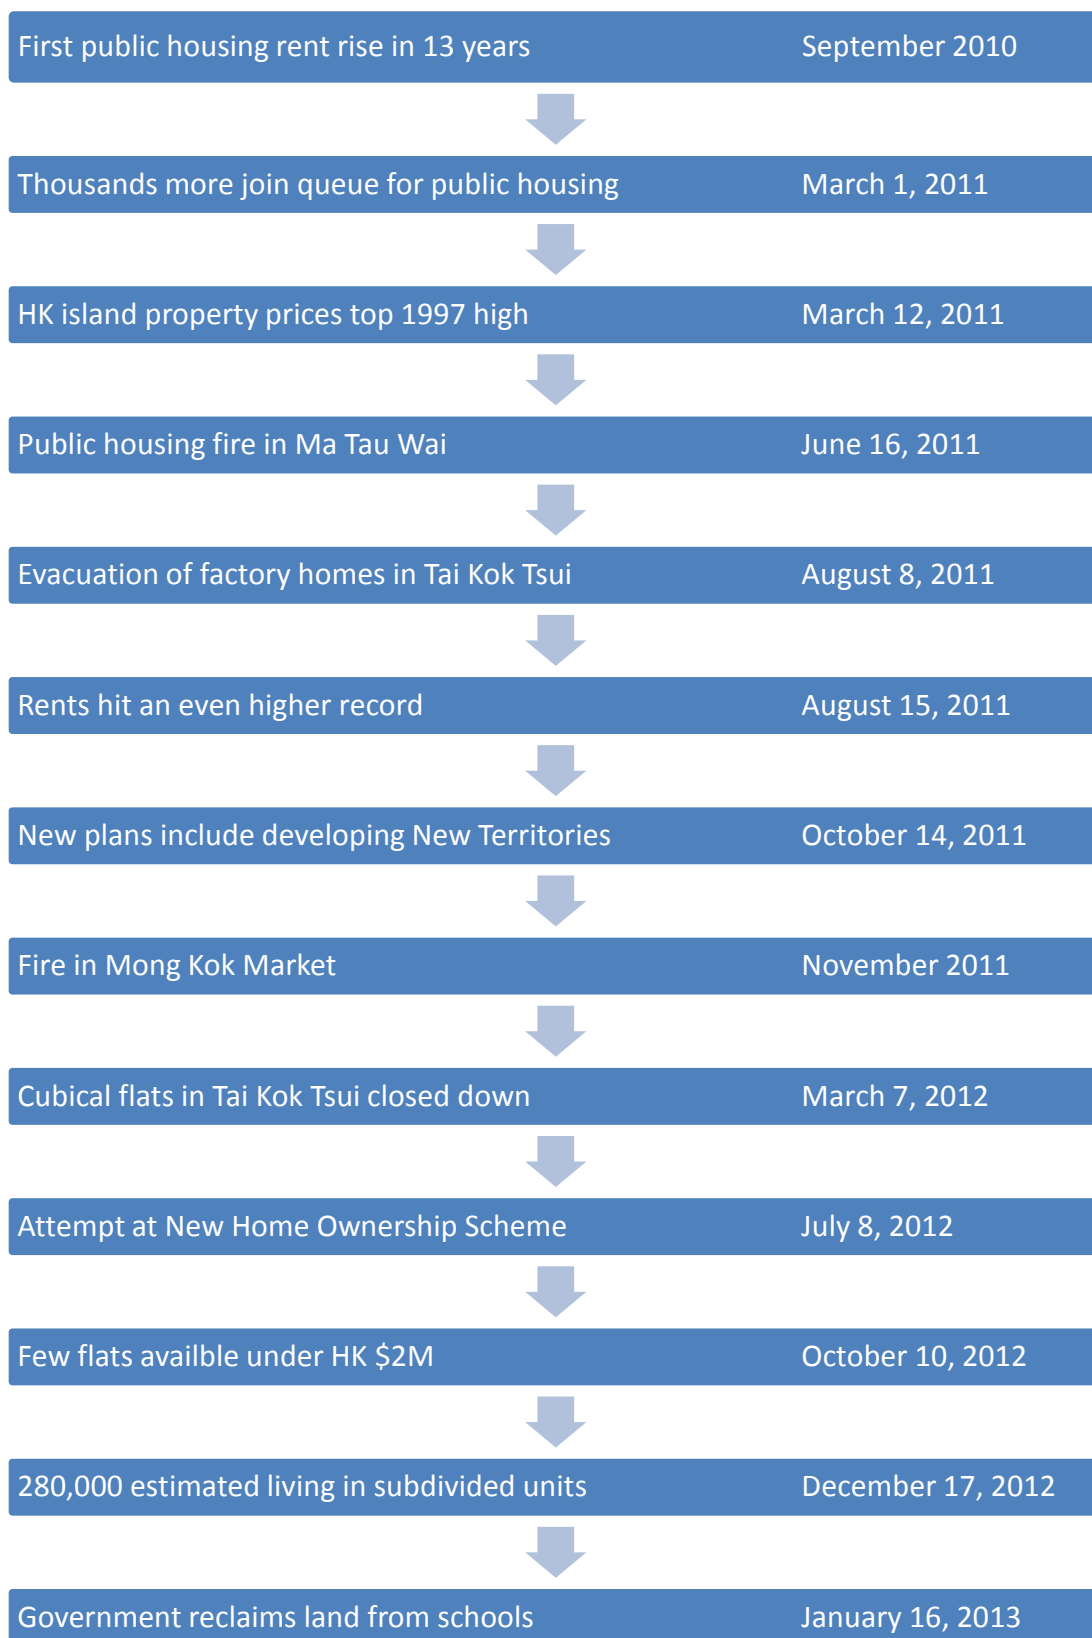 First public housing rent rise in 13 years September 2010
Thousands more join queue for public housing March 1, 2011
HK island property prices top 1997 high March 12, 2011
Public housing fire in Ma Tau Wai June 16, 2011
Evacuation of factory homes in Tai Kok Tsui August 8, 2011
Rents hit an even higher record August 15, 2011
New plans include developing New Territories October 14, 2011
Fire in Mong Kok Market November 2011
Cubical flats in Tai Kok Tsui closed down March 7, 2012
Attempt at New Home Ownership Scheme July 8, 2012
Few flats availble under HK $2M October 10, 2012
280,000 estimated living in subdivided units December 17, 2012
Government reclaims land from schools January 16, 2013